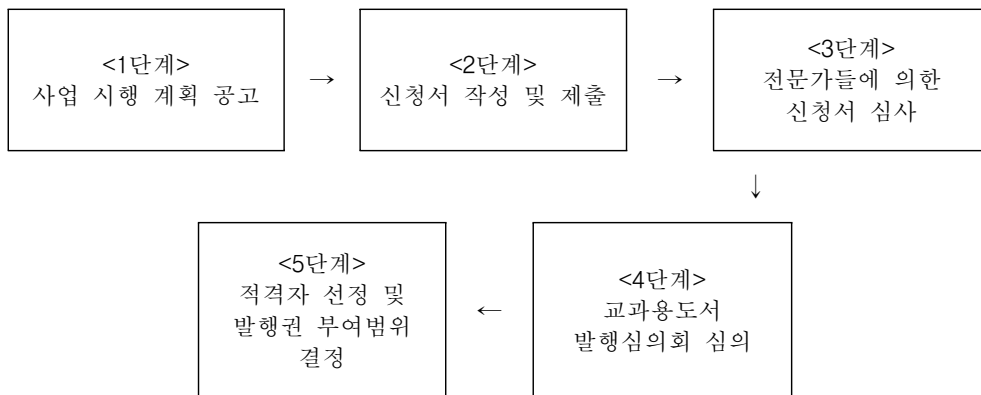 <1단계>
사업 시행 계획 공고
→
<2단계>
신청서 작성 및 제출
→
<3단계>
전문가들에 의한
신청서 심사
↓
<4단계>
교과용도서
발행심의회 심의
←
<5단계>
적격자 선정 및
발행권 부여범위
결정